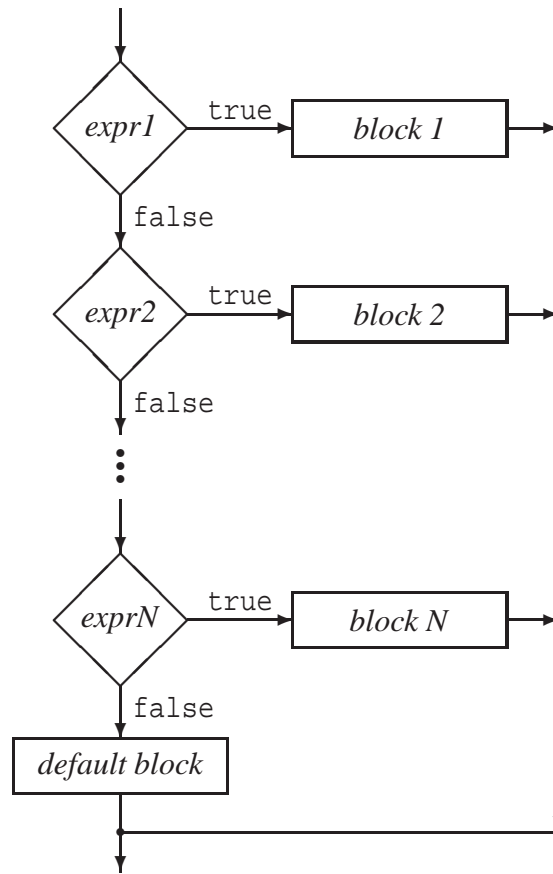 expr1
true
block 1
false
expr2
true
block 2
false
exprN
true
block N
false
default block